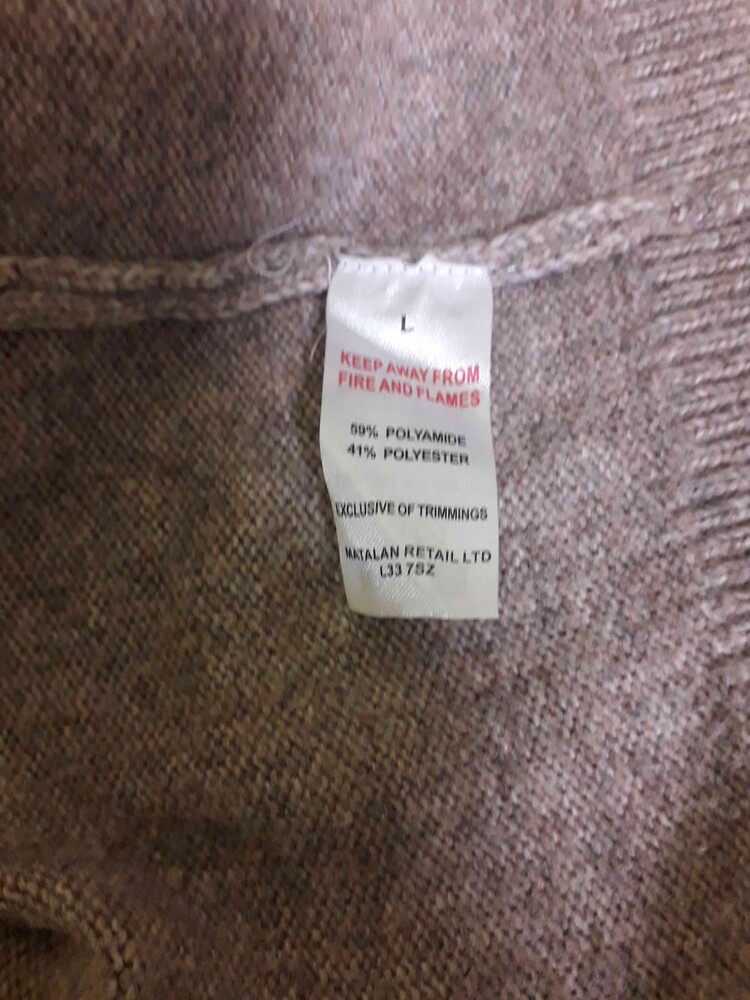 L
KEEP AWAY FROM
FIRE AND FLAMES
59% POLYAMIDE
41% POLYESTER
EXCLUSIVE OF TRIMMINGS
MATALAN RETAIL LTD
L33 7SZ